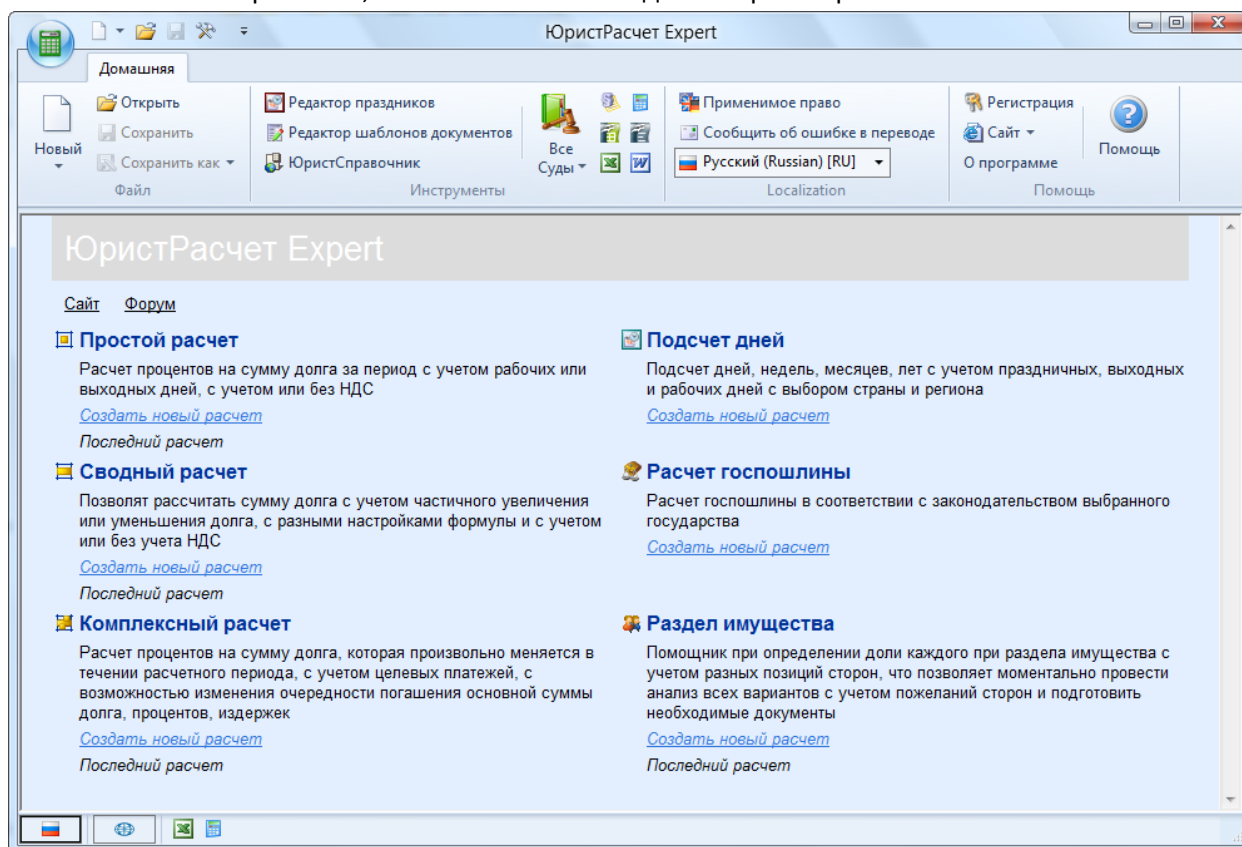 ЮристРасчет Expert
Домашняя
Новый
Открыть
Сохранить
Сохранить как
Файл
Редактор праздников
Редактор шаблонов документов
ЮристСправочник
Все
Суды
Инструменты
Применимое право
Сообщить об ошибке в переводе
Русский (Russian) [RU]
Localization
Регистрация
Сайт
О программе
Помощь
Помощь
ЮристРасчет Expert
Сайт Форум
Простой расчет
Расчет процентов на сумму долга за период с учетом рабочих или
выходных дней, с учетом или без НДС
Создать новый расчет
Последний расчет
Сводный расчет
Позволят рассчитать сумму долга с учетом частичного увеличения
или уменьшения долга, с разными настройками формулы и с учетом
или без учета НДС
Создать новый расчет
Последний расчет
Комплексный расчет
Расчет процентов на сумму долга, которая произвольно меняется в
течении расчетного периода, с учетом целевых платежей, с
возможностью изменения очередности погашения основной суммы
долга, процентов, издержек
Создать новый расчет
Последний расчет
Подсчет дней
Подсчет дней, недель, месяцев, лет с учетом праздничных, выходных
и рабочих дней с выбором страны и региона
Создать новый расчет
Расчет госпошлины
Расчет госпошлины в соответствии с законодательством выбранного
государства
Создать новый расчет
Раздел имущества
Помощник при определении доли каждого при раздела имущества с
учетом разных позиций сторон, что позволяет моментально провести
анализ всех вариантов с учетом пожеланий сторон и подготовить
необходимые документы
Создать новый расчет
Последний расчет